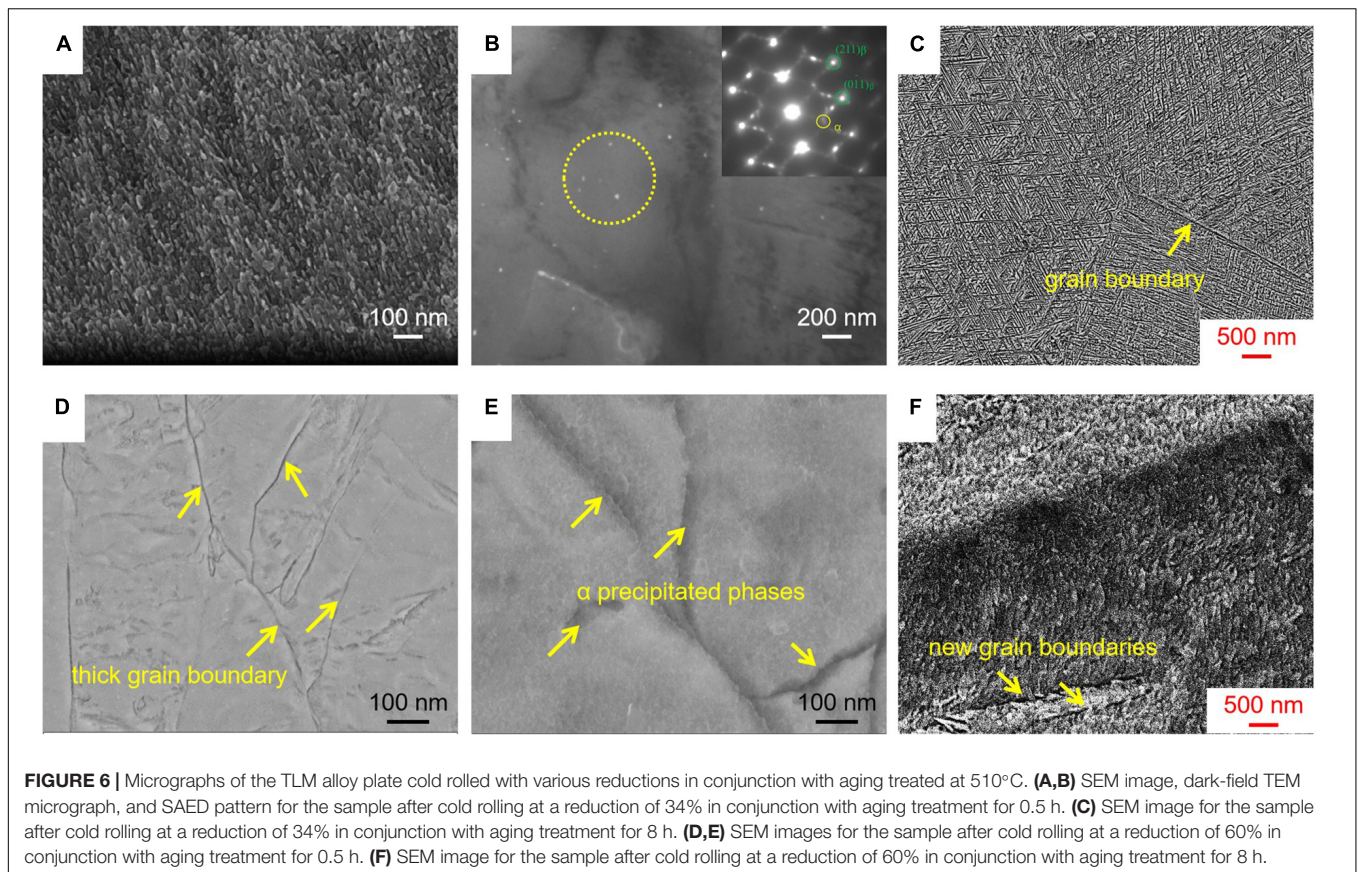 A
100 nm
B
(211)β
(011)β
α
200 nm
C
grain boundary
500 nm
D
thick grain boundary
100 nm
E
α precipitated phases
100 nm
F
new grain boundaries
500 nm
FIGURE 6 | Micrographs of the TLM alloy plate cold rolled with various reductions in conjunction with aging treated at 510°C. (A,B) SEM image, dark-field TEM
micrograph, and SAED pattern for the sample after cold rolling at a reduction of 34% in conjunction with aging treatment for 0.5 h. (C) SEM image for the sample
after cold rolling at a reduction of 34% in conjunction with aging treatment for 8 h. (D,E) SEM images for the sample after cold rolling at a reduction of 60% in
conjunction with aging treatment for 0.5 h. (F) SEM image for the sample after cold rolling at a reduction of 60% in conjunction with aging treatment for 8 h.